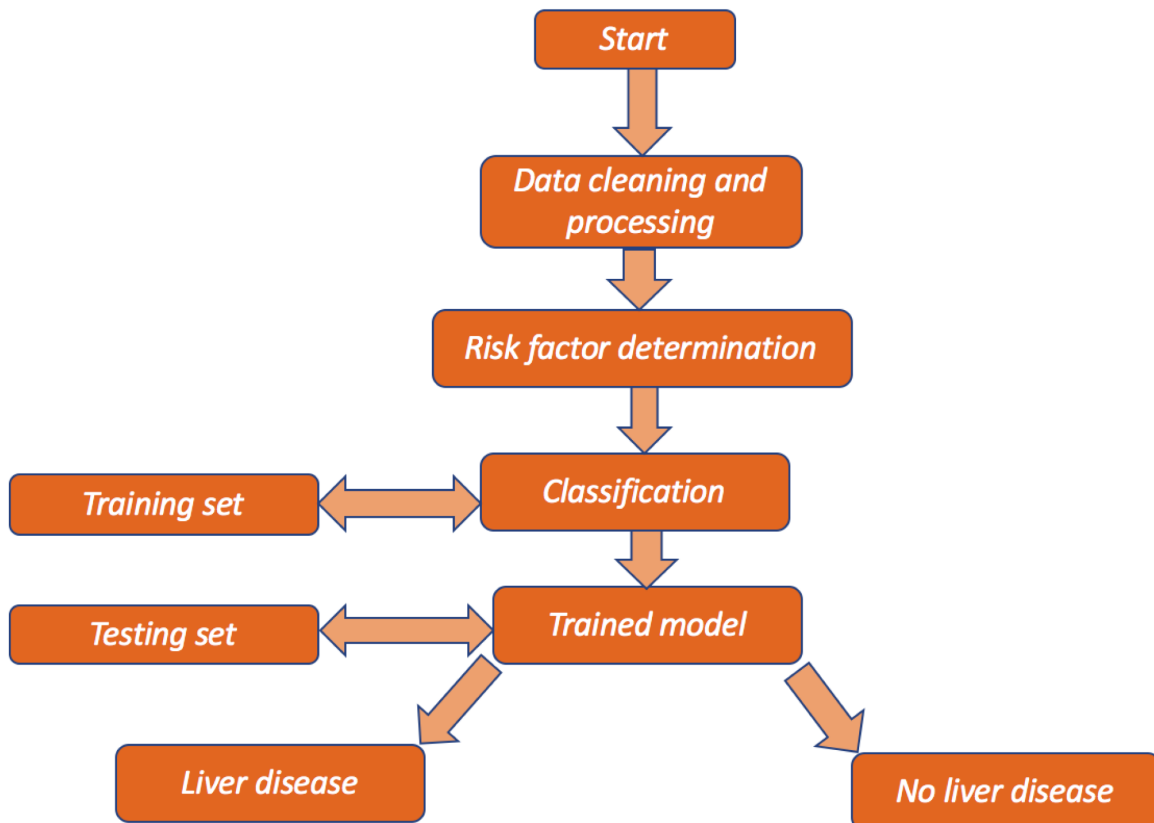 Start
Data cleaning and
processing
Risk factor determination
Classification
Training set
Trained model
Testing set
Liver disease
No liver disease